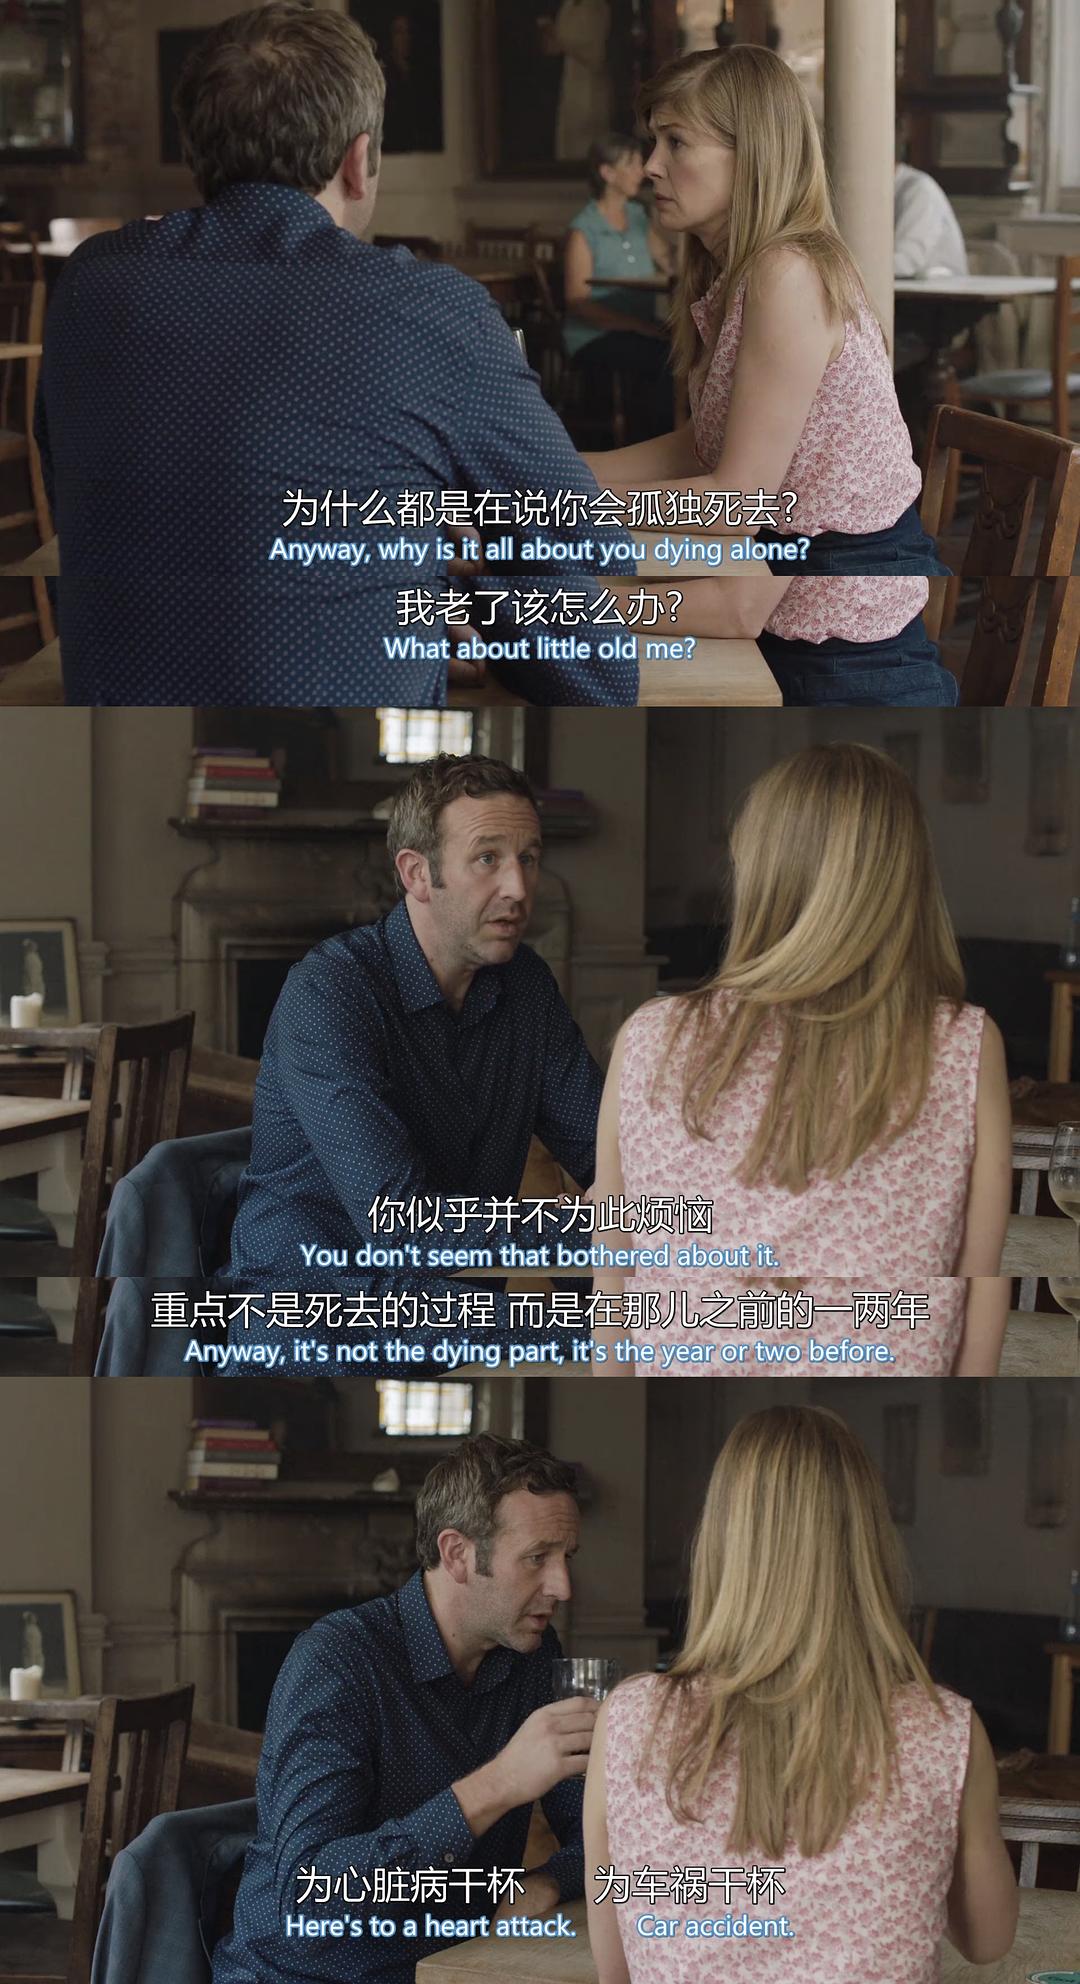 为什么都是在说你会孤独死去?
Anyway, why is it all about you dying alone?
我老了该怎么办?
What about little old me?
你似乎并不为此烦恼
You don't seem that bothered about it.
重点不是死去的过程 而是在那儿之前的一两年
Anyway, it's not the dying part, it's the year or two before.
为心脏病干杯 为车祸干杯
Here's to a heart attack. Car accident.